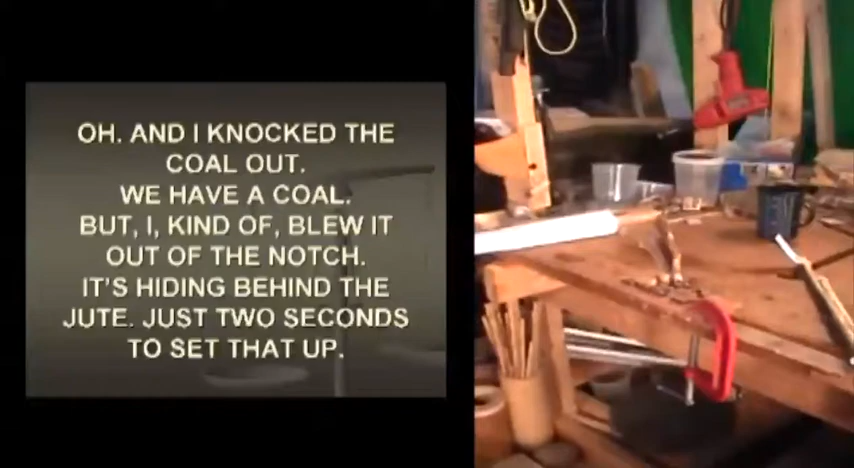 OH. AND I KNOCKED THE
COAL OUT.
WE HAVE A COAL.
BUT, I, KIND OF, BLEW IT
OUT OF THE NOTCH.
IT'S HIDING BEHIND THE
JUTE. JUST TWO SECONDS
TO SET THAT UP.